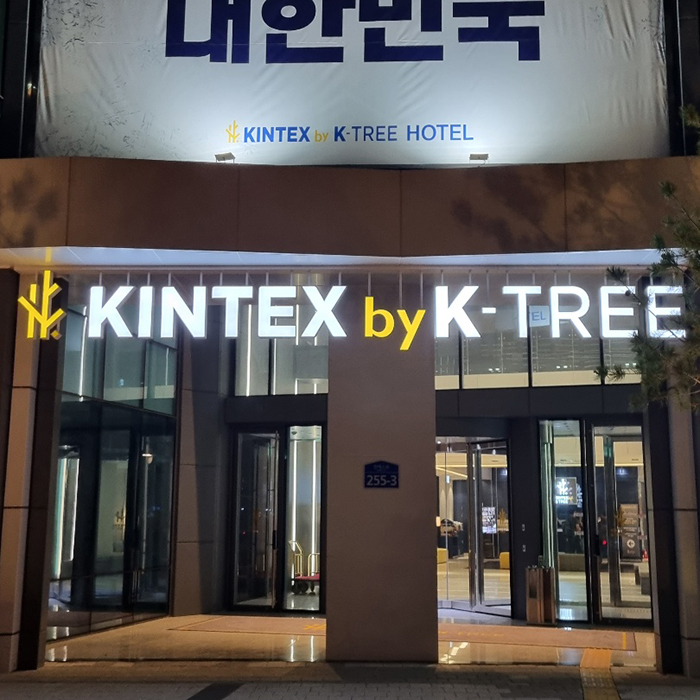 대한민국
KINTEX by K-TREE HOTEL
KINTEX by K-TREE
255-3